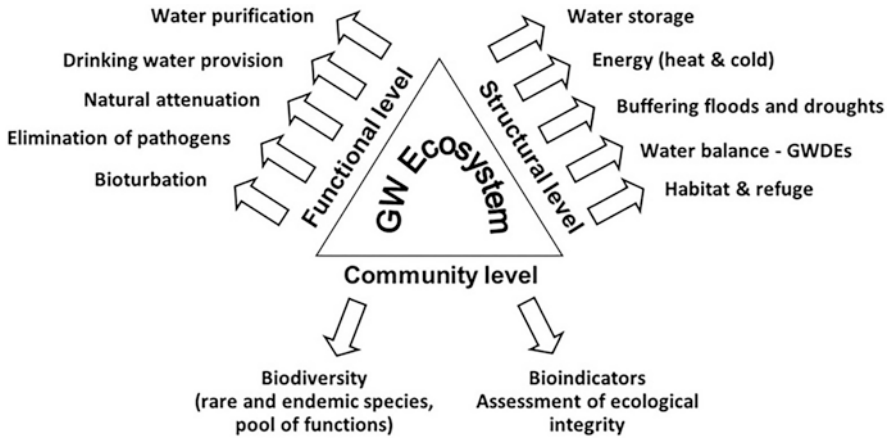 Water purification
Drinking water provision
Natural attenuation
Elimination of pathogens
Bioturbation
Functional level
GW Ecosystem
Structural level
Water storage
Energy (heat & cold)
Buffering floods and droughts
Water balance - GWDEs
Habitat & refuge
Community level
Biodiversity
(rare and endemic species,
pool of functions)
Bioindicators
Assessment of ecological
integrity